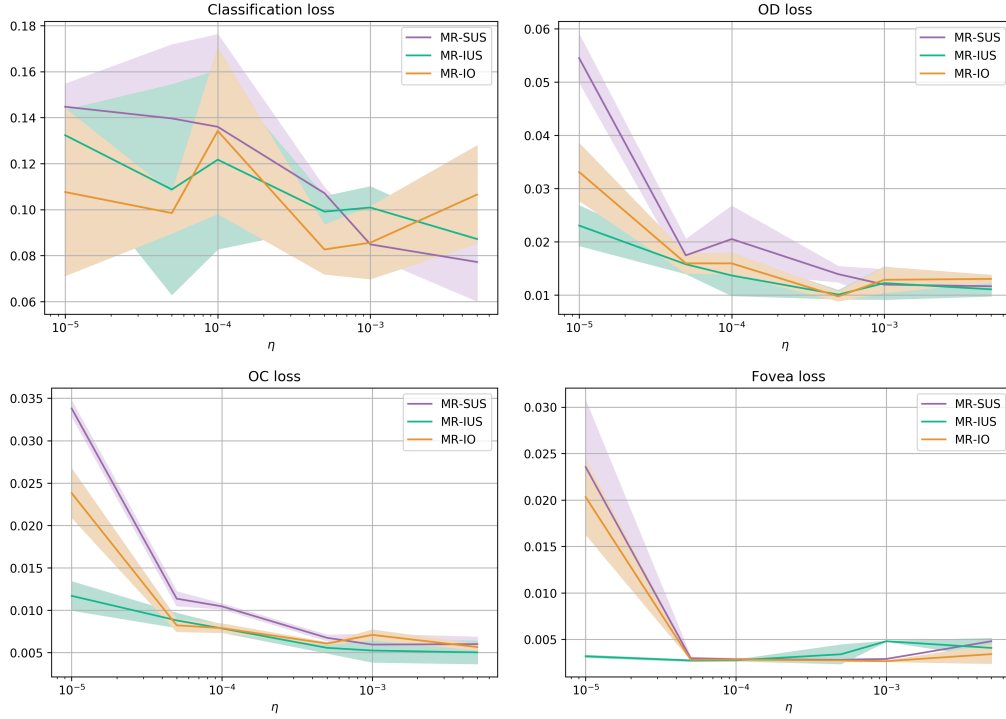 Classification loss
0.18
0.16
0.14
0.12
0.10
0.08
0.06
10⁻⁵
10⁻⁴
10⁻³
η
MR-SUS
MR-IUS
MR-IO
OD loss
0.06
0.05
0.04
0.03
0.02
0.01
10⁻⁵
10⁻⁴
10⁻³
η
MR-SUS
MR-IUS
MR-IO
OC loss
0.035
0.030
0.025
0.020
0.015
0.010
0.005
10⁻⁵
10⁻⁴
10⁻³
η
MR-SUS
MR-IUS
MR-IO
Fovea loss
0.030
0.025
0.020
0.015
0.010
0.005
10⁻⁵
10⁻⁴
10⁻³
η
MR-SUS
MR-IUS
MR-IO